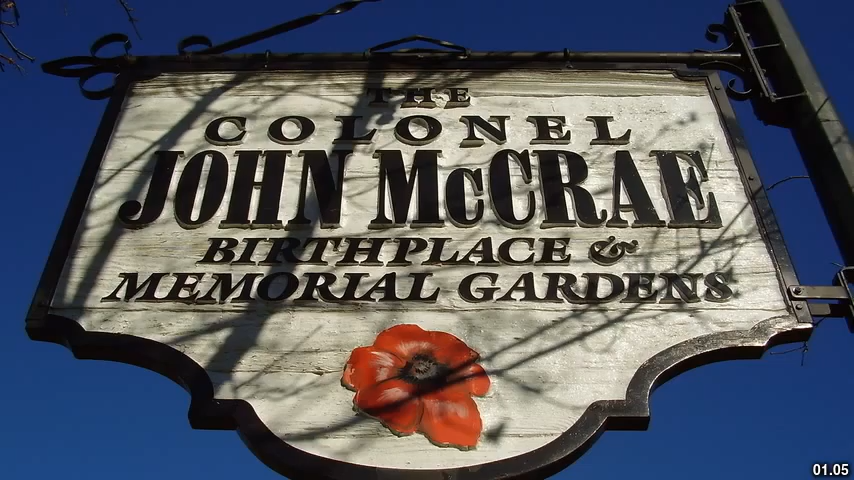 THE
COLONEL
JOHN McCRAE
BIRTHPLACE &
MEMORIAL GARDENS
01.05